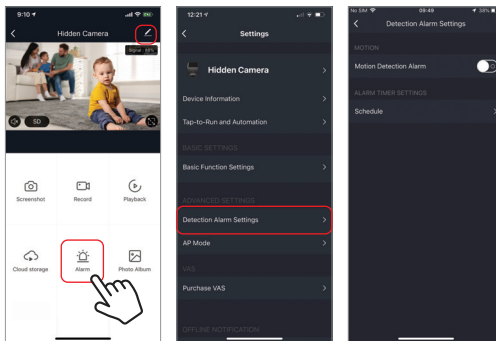 9:10
Hidden Camera
SD
Screenshot
Record
Playback
Cloud storage
Alarm
Photo Album
12:21
Settings
Hidden Camera
Device Information
Tap-to-Run and Automation
BASIC SETTINGS
Basic Function Settings
ADVANCED SETTINGS
Detection Alarm Settings
AP Mode
VAS
Purchase VAS
OFFLINE NOTIFICATION
No SIM
09:49
38%
Detection Alarm Settings
MOTION
Motion Detection Alarm
ALARM TIMER SETTINGS
Schedule